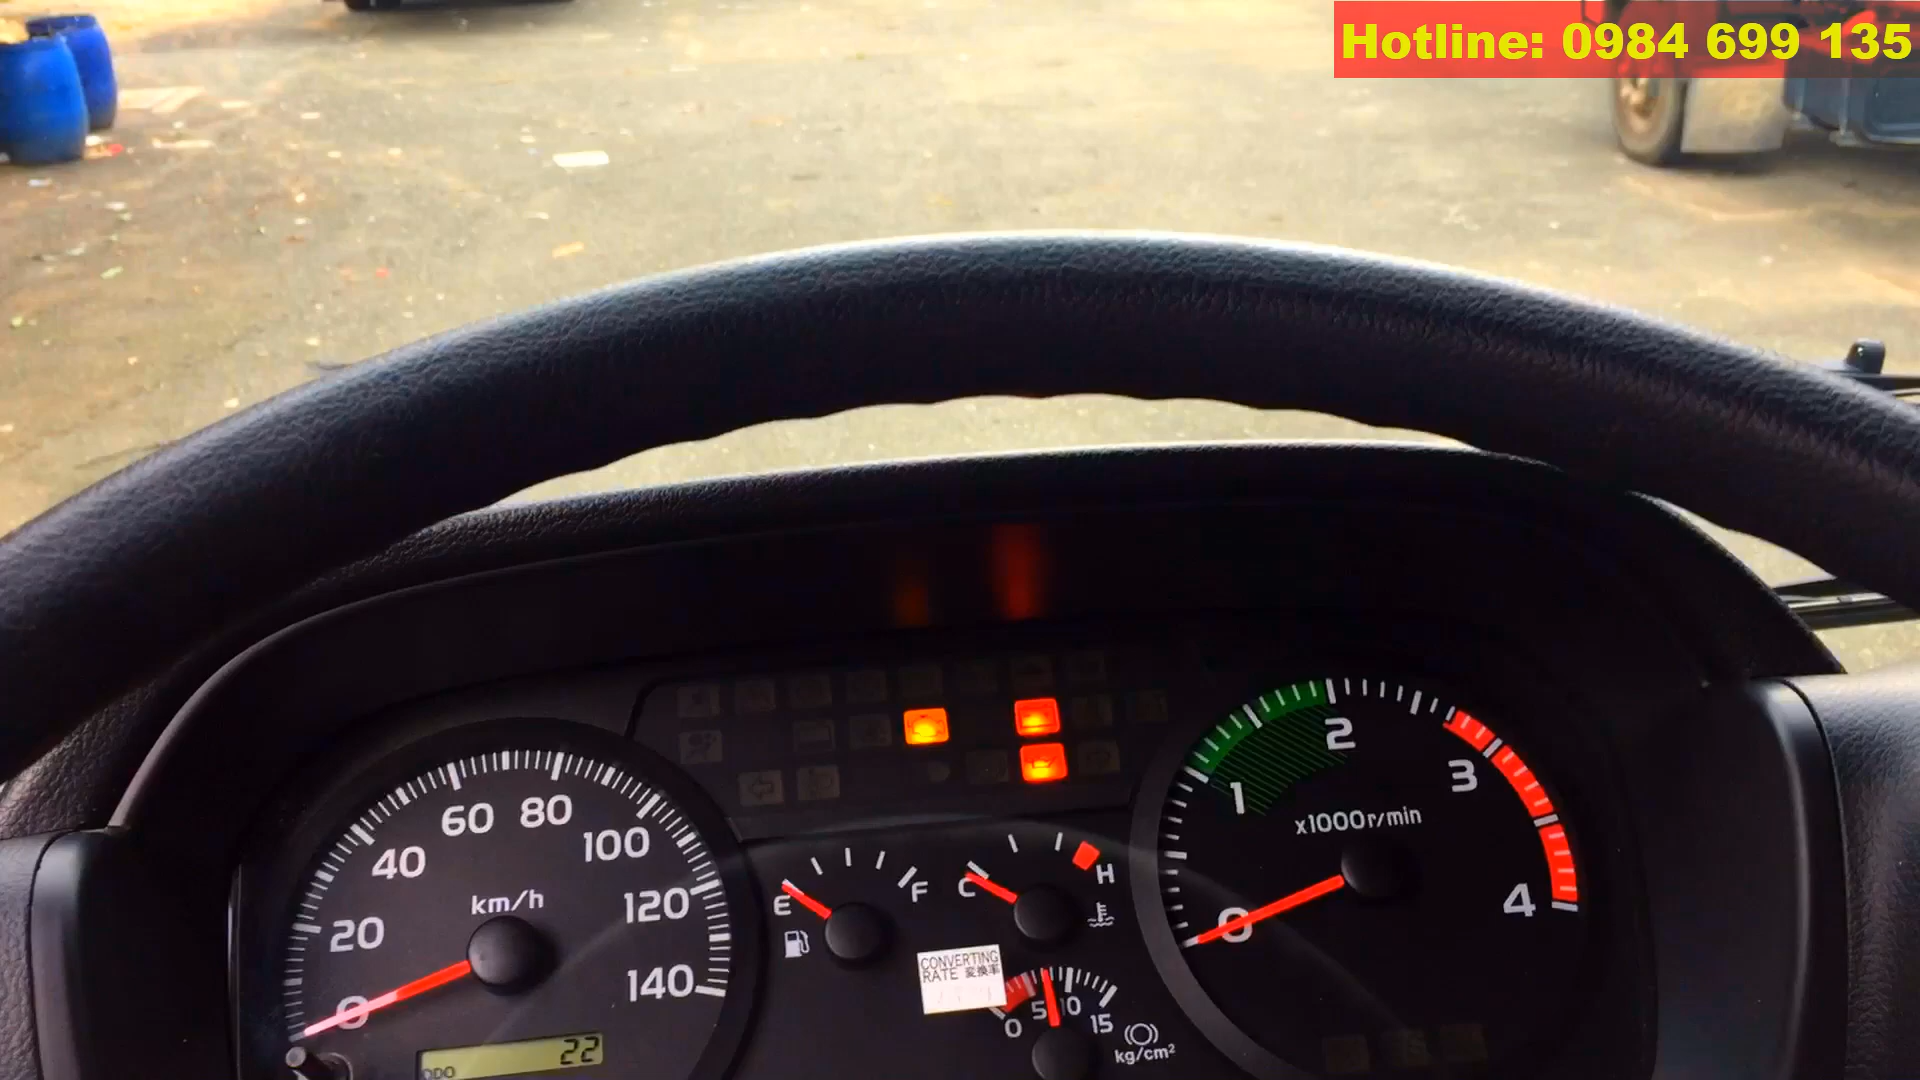 Hotline: 0984 699 135
0 20 40 60 80 100 120 140
km/h
ODO 22
E F
C H
CONVERTING
RATE 変換率
0 5 10 15
kg/cm²
0 1 2 3 4
x1000r/min